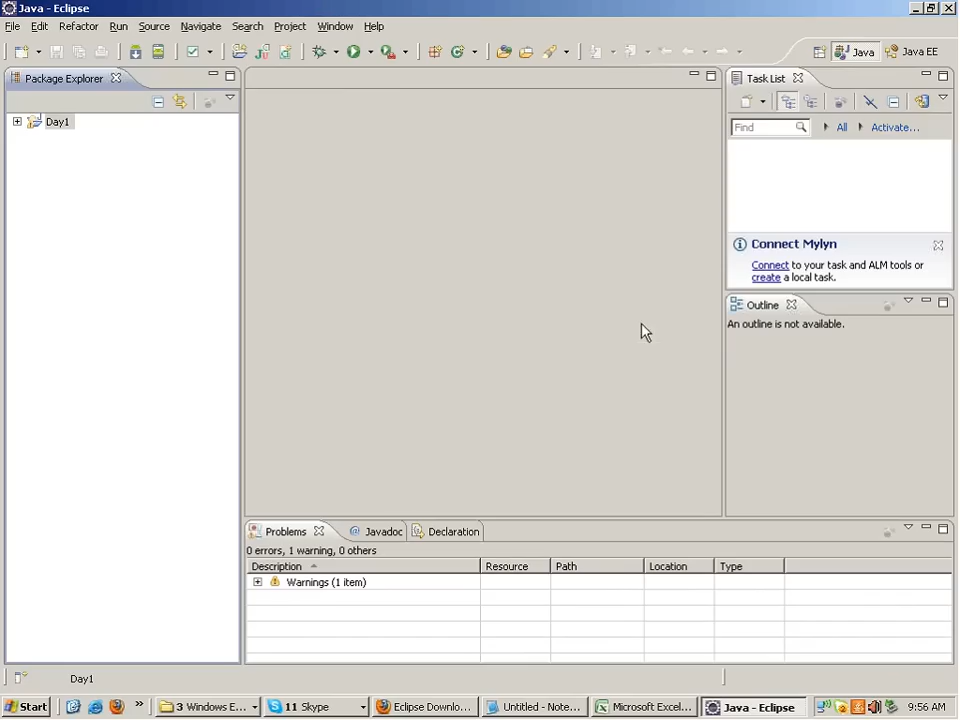 Java - Eclipse
File Edit Refactor Run Source Navigate Search Project Window Help
Java
Java EE
Package Explorer
Day1
Task List
Find
All
Activate...
Connect Mylyn
Connect to your task and ALM tools or
create a local task.
Outline
An outline is not available.
Problems
@ Javadoc
Declaration
0 errors, 1 warning, 0 others
Description Resource Path Location Type
Warnings (1 item)
Day1
Start
»
3 Windows E...
11 Skype
Eclipse Downlo...
Untitled - Note...
Microsoft Excel...
Java - Eclipse
9:56 AM